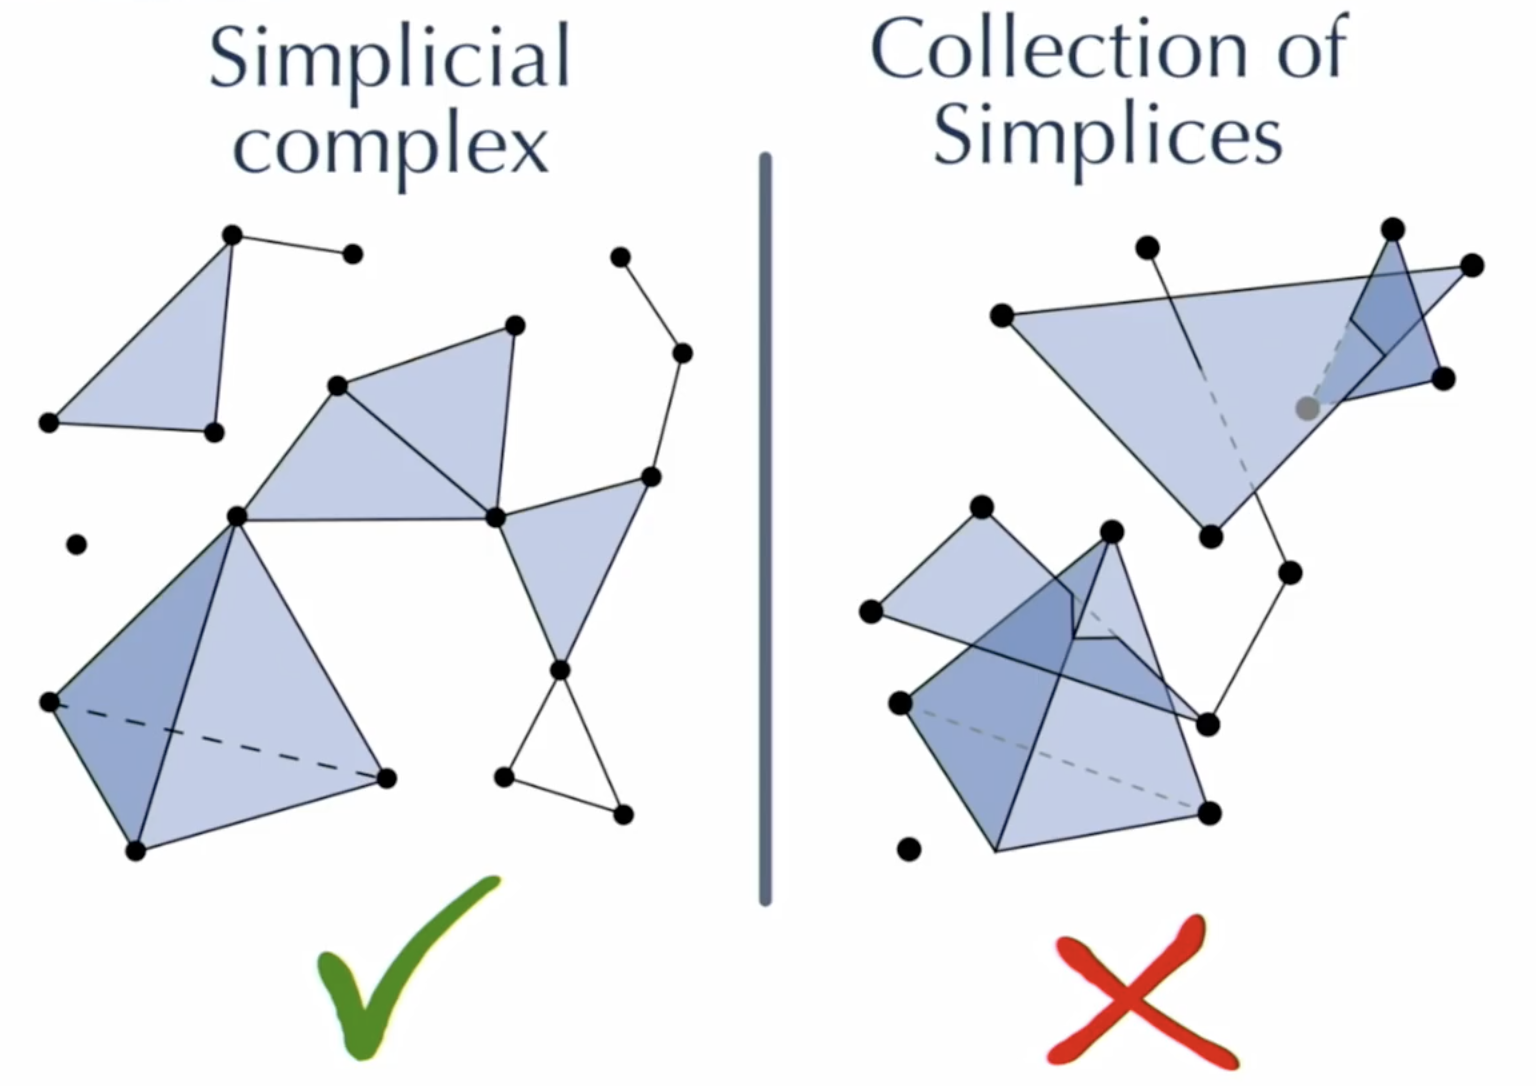 Simplicial
complex
Collection of
Simplices